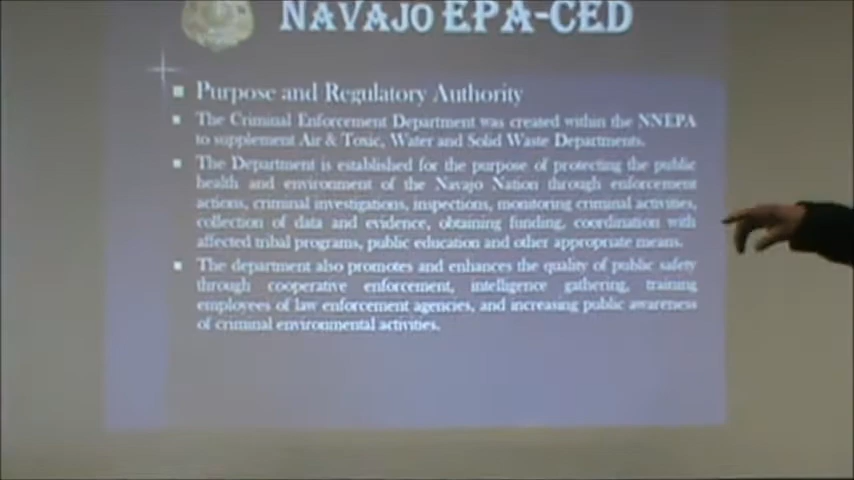 NAVAJO EPA-CED
Purpose and Regulatory Authority
The Criminal Enforcement Department was created within the NNEPA
to supplement Air & Toxic, Water and Solid Waste Departments.
The Department is established for the purpose of protecting the public
health and environment of the Navajo Nation through enforcement
actions, criminal investigations, inspections, monitoring criminal activities,
collection of data and evidence, obtaining funding, coordination with
affected tribal programs, public education and other appropriate means.
The department also promotes and enhances the quality of public safety
through cooperative enforcement, intelligence gathering, training
employees of law enforcement agencies, and increasing public awareness
of criminal environmental activities.